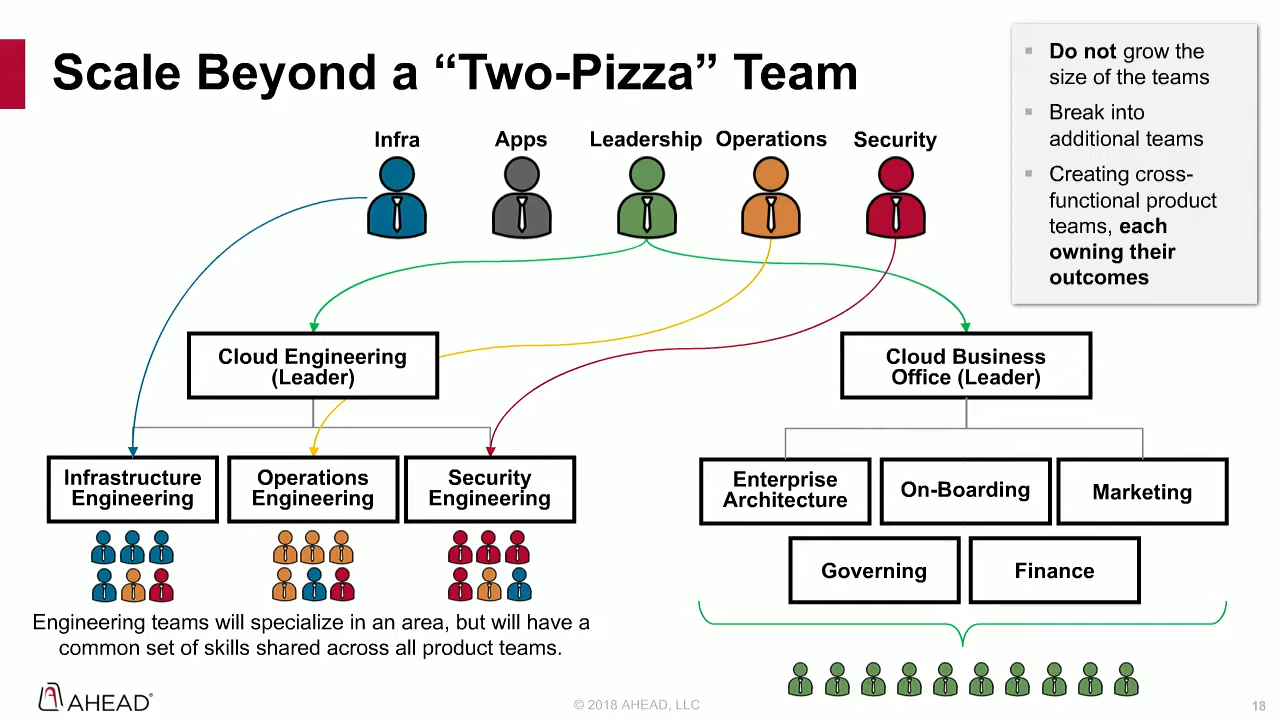 Scale Beyond a “Two-Pizza” Team
Do not grow the
size of the teams
Break into
additional teams
Creating cross-
functional product
teams, each
owning their
outcomes
Infra
Apps
Leadership
Operations
Security
Cloud Engineering
(Leader)
Cloud Business
Office (Leader)
Infrastructure
Engineering
Operations
Engineering
Security
Engineering
Enterprise
Architecture
On-Boarding
Marketing
Governing
Finance
Engineering teams will specialize in an area, but will have a
common set of skills shared across all product teams.
AHEAD®
© 2018 AHEAD, LLC
18